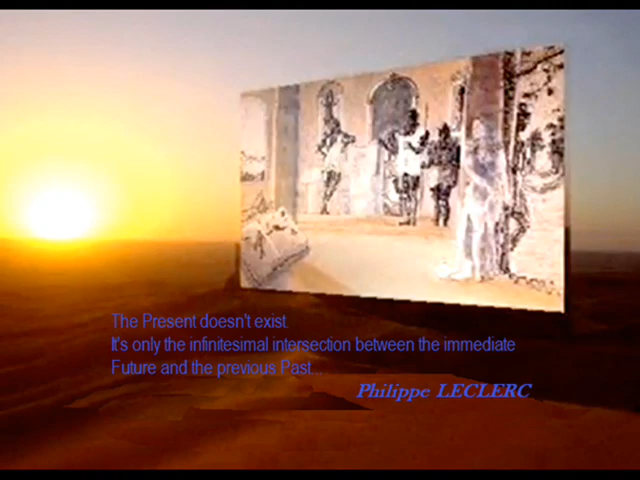 The Present doesn't exist.
It's only the infinitesimal intersection between the immediate
Future and the previous Past...
Philippe LECLERC